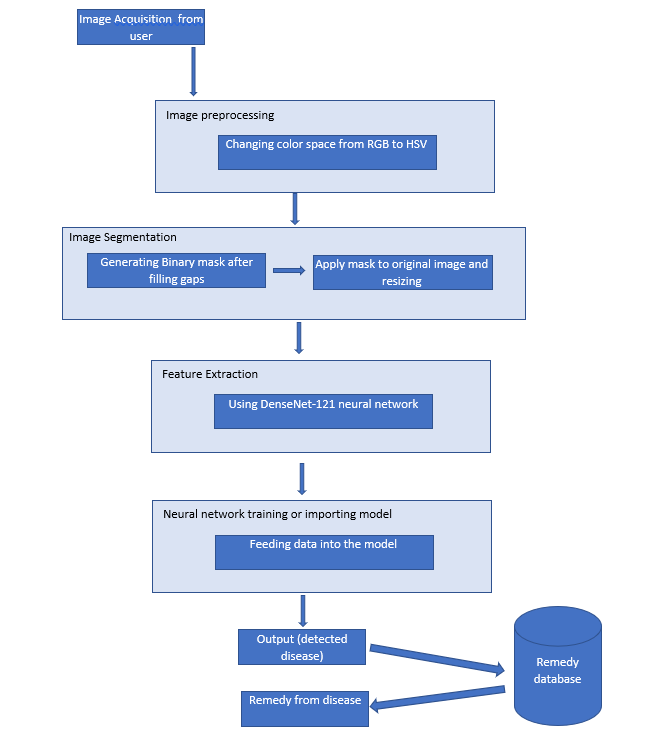 Image Acquisition from
user
Image preprocessing
Changing color space from RGB to HSV
Image Segmentation
Generating Binary mask after
filling gaps
Apply mask to original image and
resizing
Feature Extraction
Using DenseNet-121 neural network
Neural network training or importing model
Feeding data into the model
Output (detected
disease)
Remedy
database
Remedy from disease